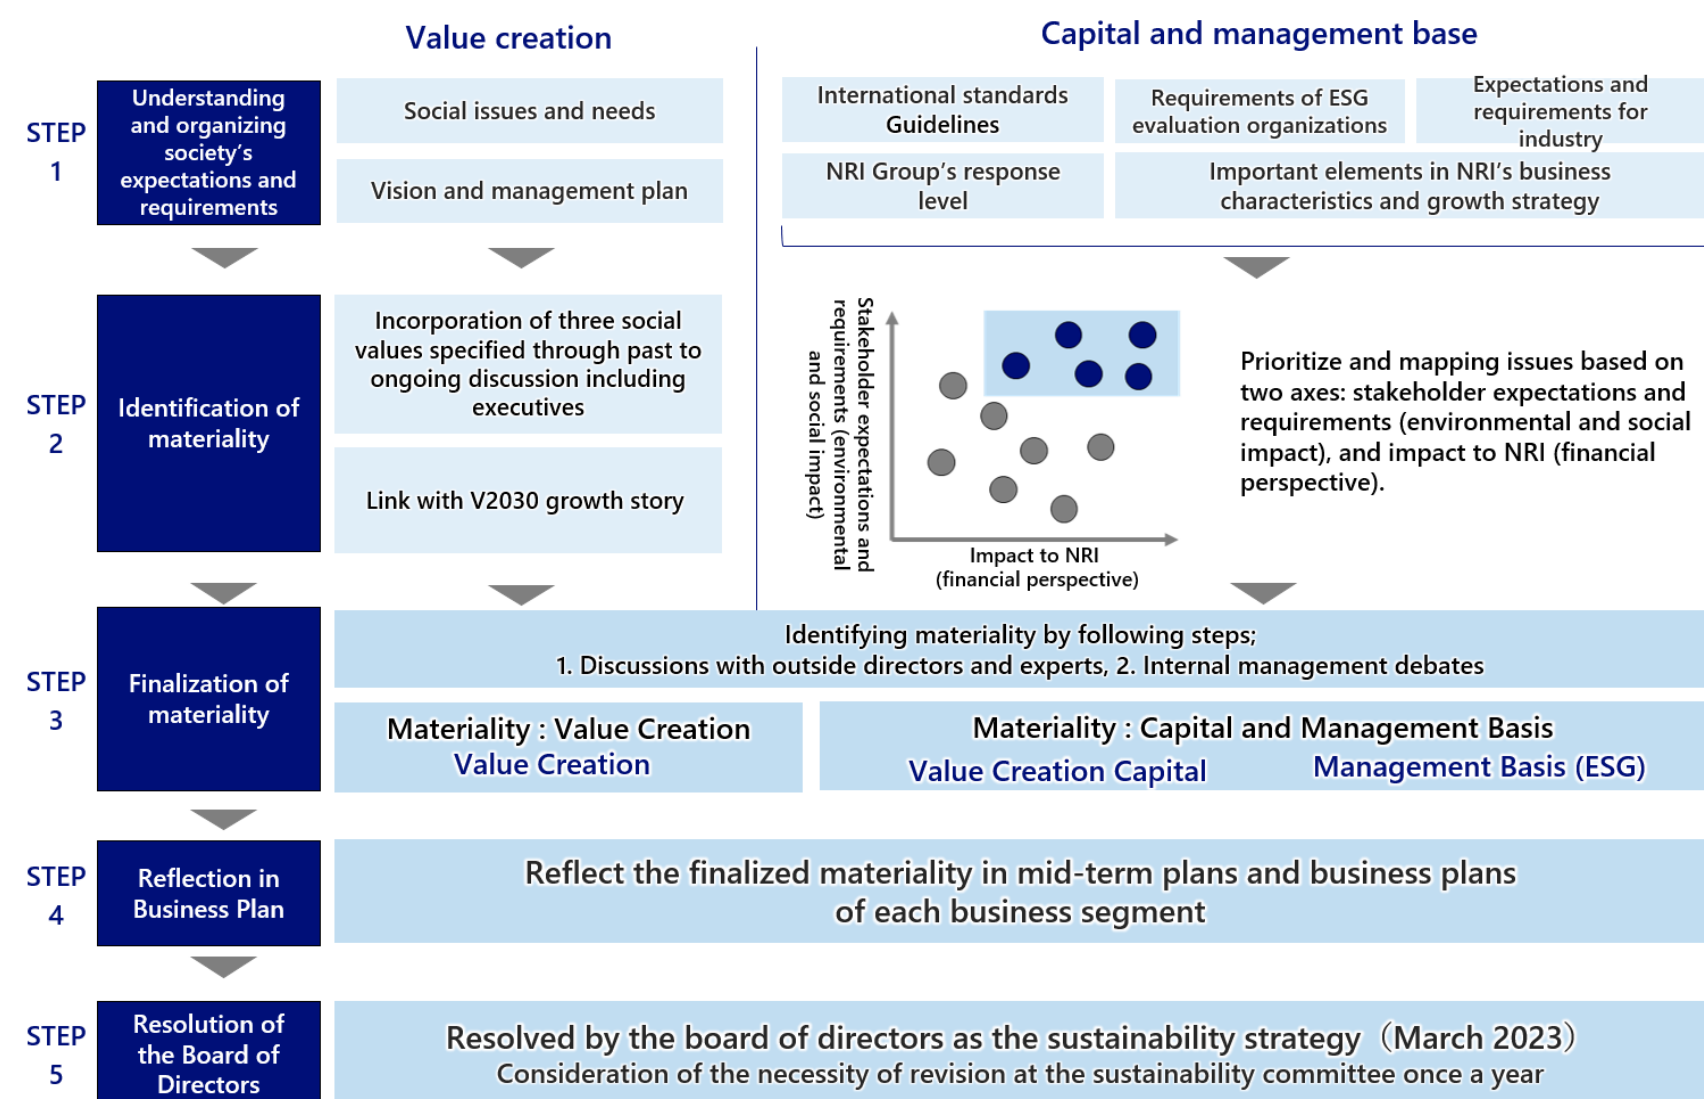 Value creation
Capital and management base
STEP
1
Understanding
and organizing
society's
expectations and
requirements
Social issues and needs
Vision and management plan
International standards
Guidelines
Requirements of ESG
evaluation organizations
Expectations and
requirements for
industry
NRI Group's response
level
Important elements in NRI's business
characteristics and growth strategy
STEP
2
Identification of
materiality
Incorporation of three social
values specified through past to
ongoing discussion including
executives
Link with V2030 growth story
Stakeholder expectations and
requirements (environmental
and social impact)
Impact to NRI
(financial perspective)
Prioritize and mapping issues based on
two axes: stakeholder expectations and
requirements (environmental and social
impact), and impact to NRI (financial
perspective).
STEP
3
Finalization of
materiality
Identifying materiality by following steps;
1. Discussions with outside directors and experts, 2. Internal management debates
Materiality : Value Creation
Value Creation
Materiality : Capital and Management Basis
Value Creation Capital
Management Basis (ESG)
STEP
4
Reflection in
Business Plan
Reflect the finalized materiality in mid-term plans and business plans
of each business segment
STEP
5
Resolution of
the Board of
Directors
Resolved by the board of directors as the sustainability strategy（March 2023）
Consideration of the necessity of revision at the sustainability committee once a year